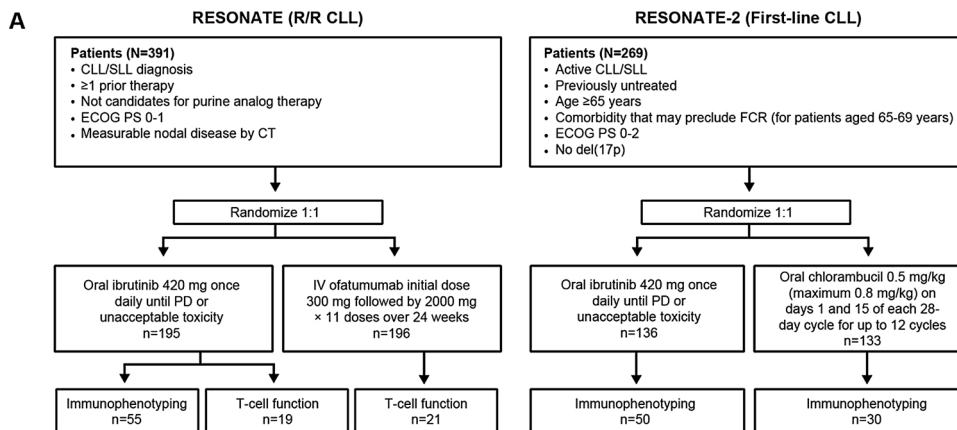 A
RESONATE (R/R CLL)
Patients (N=391)
• CLL/SLL diagnosis
• ≥1 prior therapy
• Not candidates for purine analog therapy
• ECOG PS 0-1
• Measurable nodal disease by CT
Randomize 1:1
Oral ibrutinib 420 mg once
daily until PD or
unacceptable toxicity
n=195
IV ofatumumab initial dose
300 mg followed by 2000 mg
× 11 doses over 24 weeks
n=196
Immunophenotyping
n=55
T-cell function
n=19
T-cell function
n=21
RESONATE-2 (First-line CLL)
Patients (N=269)
• Active CLL/SLL
• Previously untreated
• Age ≥65 years
• Comorbidity that may preclude FCR (for patients aged 65-69 years)
• ECOG PS 0-2
• No del(17p)
Randomize 1:1
Oral ibrutinib 420 mg once
daily until PD or
unacceptable toxicity
n=136
Oral chlorambucil 0.5 mg/kg
(maximum 0.8 mg/kg) on
days 1 and 15 of each 28-
day cycle for up to 12 cycles
n=133
Immunophenotyping
n=50
Immunophenotyping
n=30